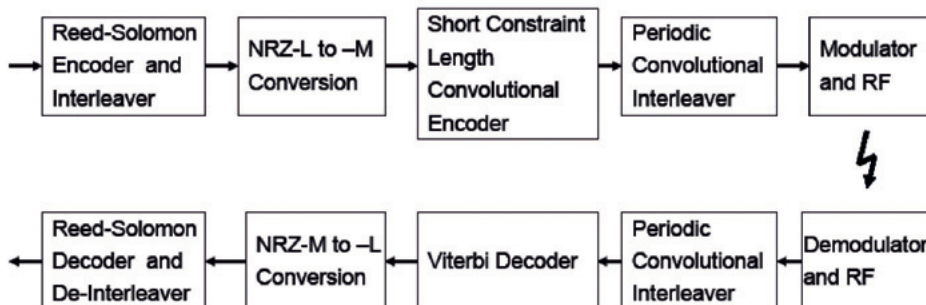 Reed-Solomon
Encoder and
Interleaver
NRZ-L to –M
Conversion
Short Constraint
Length
Convolutional
Encoder
Periodic
Convolutional
Interleaver
Modulator
and RF
Reed-Solomon
Decoder and
De-Interleaver
NRZ-M to –L
Conversion
Viterbi Decoder
Periodic
Convolutional
Interleaver
Demodulator
and RF